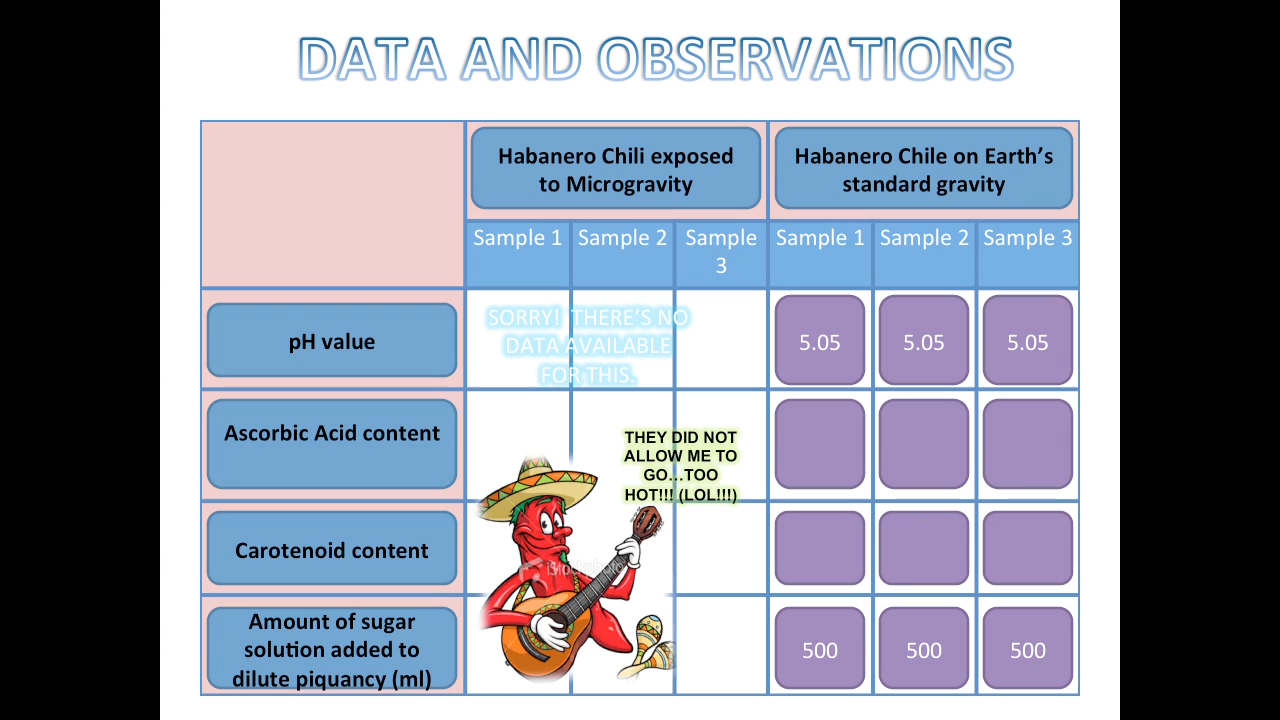 DATA AND OBSERVATIONS
Habanero Chili exposed
to Microgravity
Habanero Chile on Earth’s
standard gravity
Sample 1
Sample 2
Sample
3
Sample 1
Sample 2
Sample 3
pH value
SORRY! THERE’S NO
DATA AVAILABLE
FOR THIS.
5.05
5.05
5.05
Ascorbic Acid content
THEY DID NOT
ALLOW ME TO
GO…TOO
HOT!!! (LOL!!!)
Carotenoid content
iStockphoto
Amount of sugar
solution added to
dilute piquancy (ml)
500
500
500